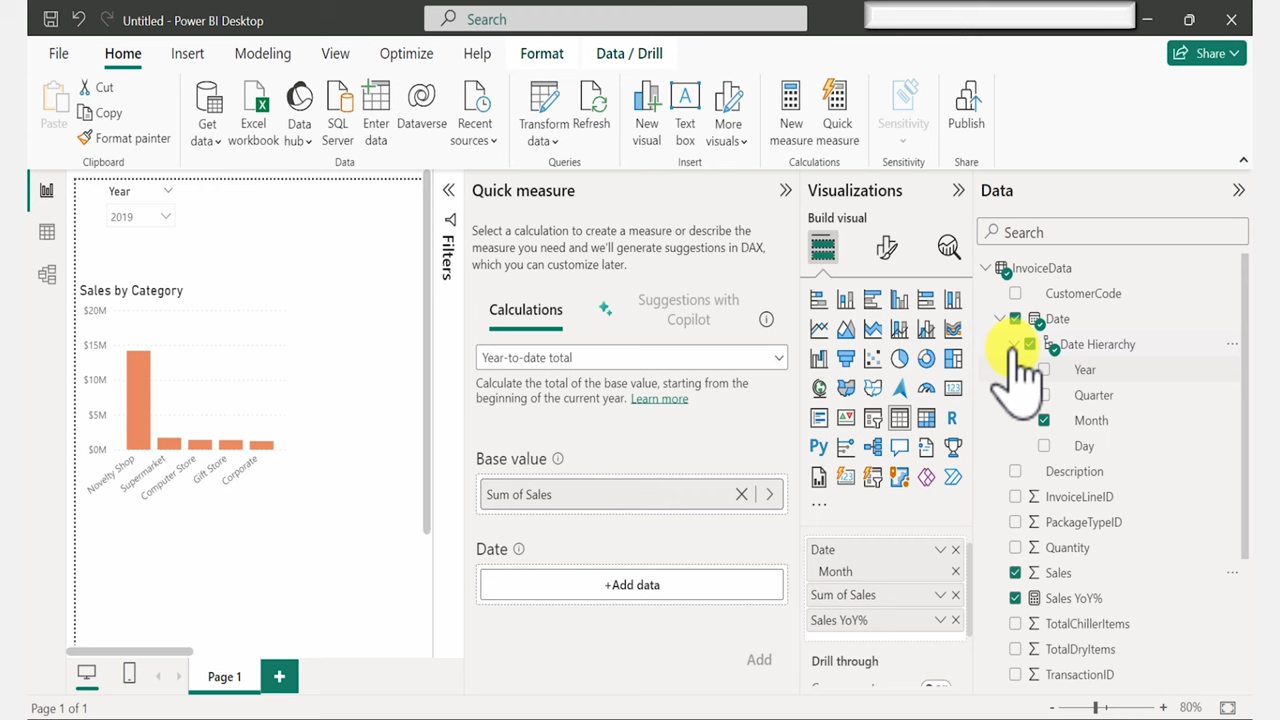 Untitled - Power BI Desktop
Search
File
Home
Insert
Modeling
View
Optimize
Help
Format
Data / Drill
Share
Paste
Cut
Copy
Format painter
Clipboard
Get
data
Excel
workbook
Data
hub
SQL
Server
Enter
data
Dataverse
Recent
sources
Data
Transform
data
Refresh
Queries
New
visual
Text
box
More
visuals
Insert
New
measure
Quick
measure
Calculations
Sensitivity
Sensitivity
Publish
Share
Year
2019
Sales by Category
$20M
$15M
$10M
$5M
$0M
Novelty Shop
Supermarket
Computer Store
Gift Store
Corporate
Filters
Quick measure
Select a calculation to create a measure or describe the
measure you need and we'll generate suggestions in DAX,
which you can customize later.
Calculations
Suggestions with
Copilot
Year-to-date total
Calculate the total of the base value, starting from the
beginning of the current year. Learn more
Base value
Sum of Sales
Date
+Add data
Add
Visualizations
Build visual
123
R
Py
123
Date
Month
Sum of Sales
Sales YoY%
Drill through
Data
Search
InvoiceData
CustomerCode
Date
Date Hierarchy
Year
Quarter
Month
Day
Description
InvoiceLineID
PackageTypeID
Quantity
Sales
Sales YoY%
TotalChillerItems
TotalDryItems
TransactionID
Page 1
Page 1 of 1
80%